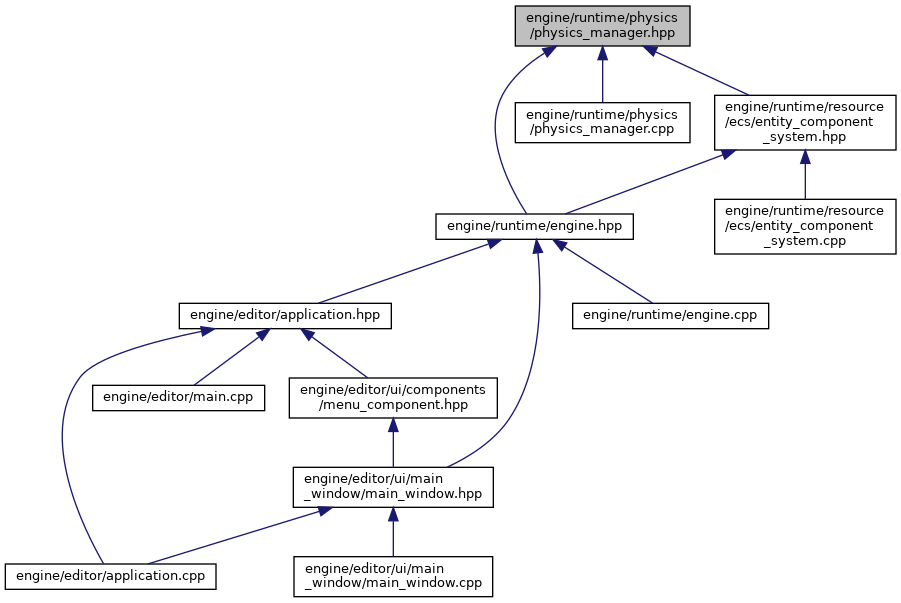 engine/runtime/physics
/physics_manager.hpp
engine/runtime/physics
/physics_manager.cpp
engine/runtime/resource
/ecs/entity_component
_system.hpp
engine/runtime/resource
/ecs/entity_component
_system.cpp
engine/runtime/engine.hpp
engine/editor/application.hpp
engine/runtime/engine.cpp
engine/editor/main.cpp
engine/editor/ui/components
/menu_component.hpp
engine/editor/ui/main
_window/main_window.hpp
engine/editor/application.cpp
engine/editor/ui/main
_window/main_window.cpp